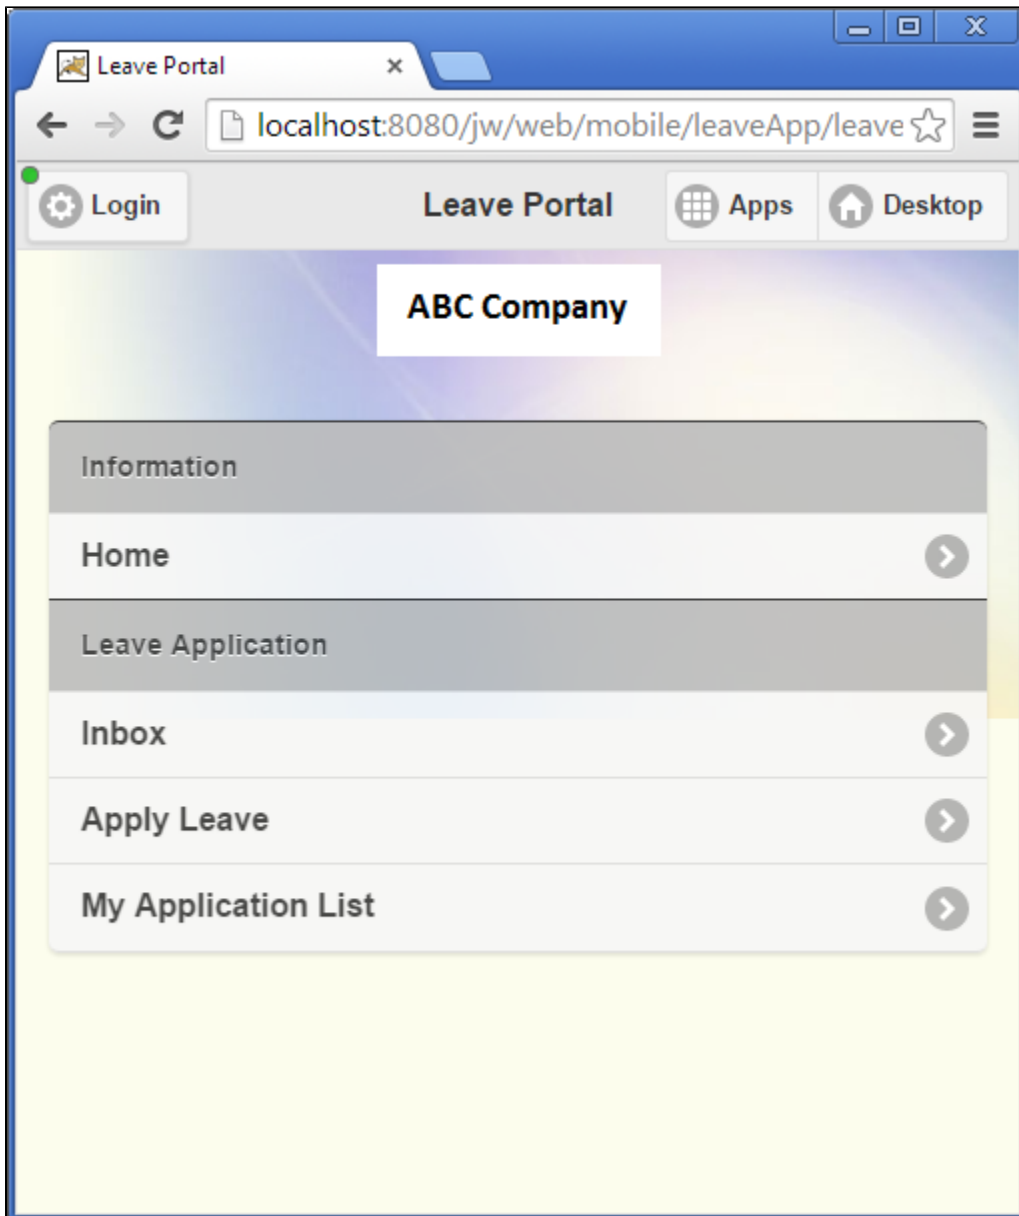 Leave Portal
localhost:8080/jw/web/mobile/leaveApp/leave
Login Leave Portal Apps Desktop
ABC Company
Information
Home
Leave Application
Inbox
Apply Leave
My Application List